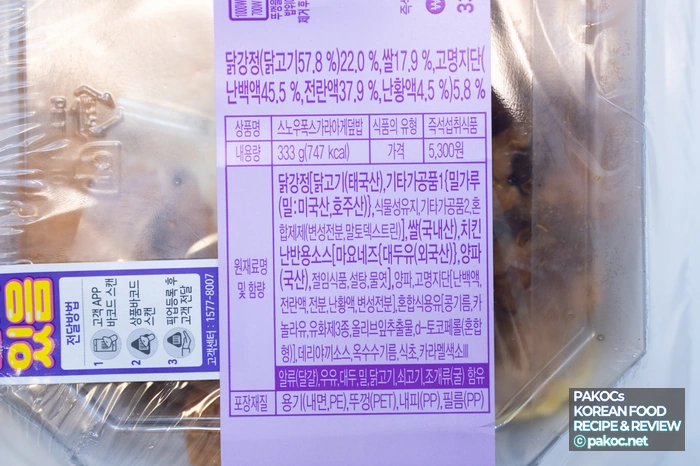 닭강정(닭고기57.8 %)22.0 %,쌀17.9 %,고명지단(
난백액45.5 %,전란액37.9 %,난황액4.5 %)5.8 %
상품명 스노우폭스가라아게덮밥 식품의 유형 즉석섭취식품
내용량 333 g(747 kcal) 가격 5,300원
원재료명
및 함량
닭강정[닭고기(태국산),기타가공품1{밀가루
(밀:미국산,호주산)},식물성유지,기타가공품2,혼
합제제(변성전분,말토덱스트린)],쌀(국내산),치킨
난반용소스[마요네즈{대두유(외국산)},양파
(국산),절임식품,설탕,물엿],양파,고명지단[난백액,
전란액,전분,난황액,변성전분],혼합식용유[콩기름,카
놀라유,유화제3종,올리브잎추출물,d-토코페롤(혼합
형)],데리야끼소스,옥수수기름,식초,카라멜색소III
알류(달걀),우유,대두,밀,닭고기,쇠고기,조개류(굴) 함유
포장재질 용기(내면,PE),뚜껑(PET),내피(PP),필름(PP)
있음
전달방법
1 고객 APP
바코드 스캔
2 상품바코드
스캔
3 픽업등록 후
고객 전달
고객센터 : 1577-8007
PAKOCs
KOREAN FOOD
RECIPE & REVIEW
ⓒ pakoc.net